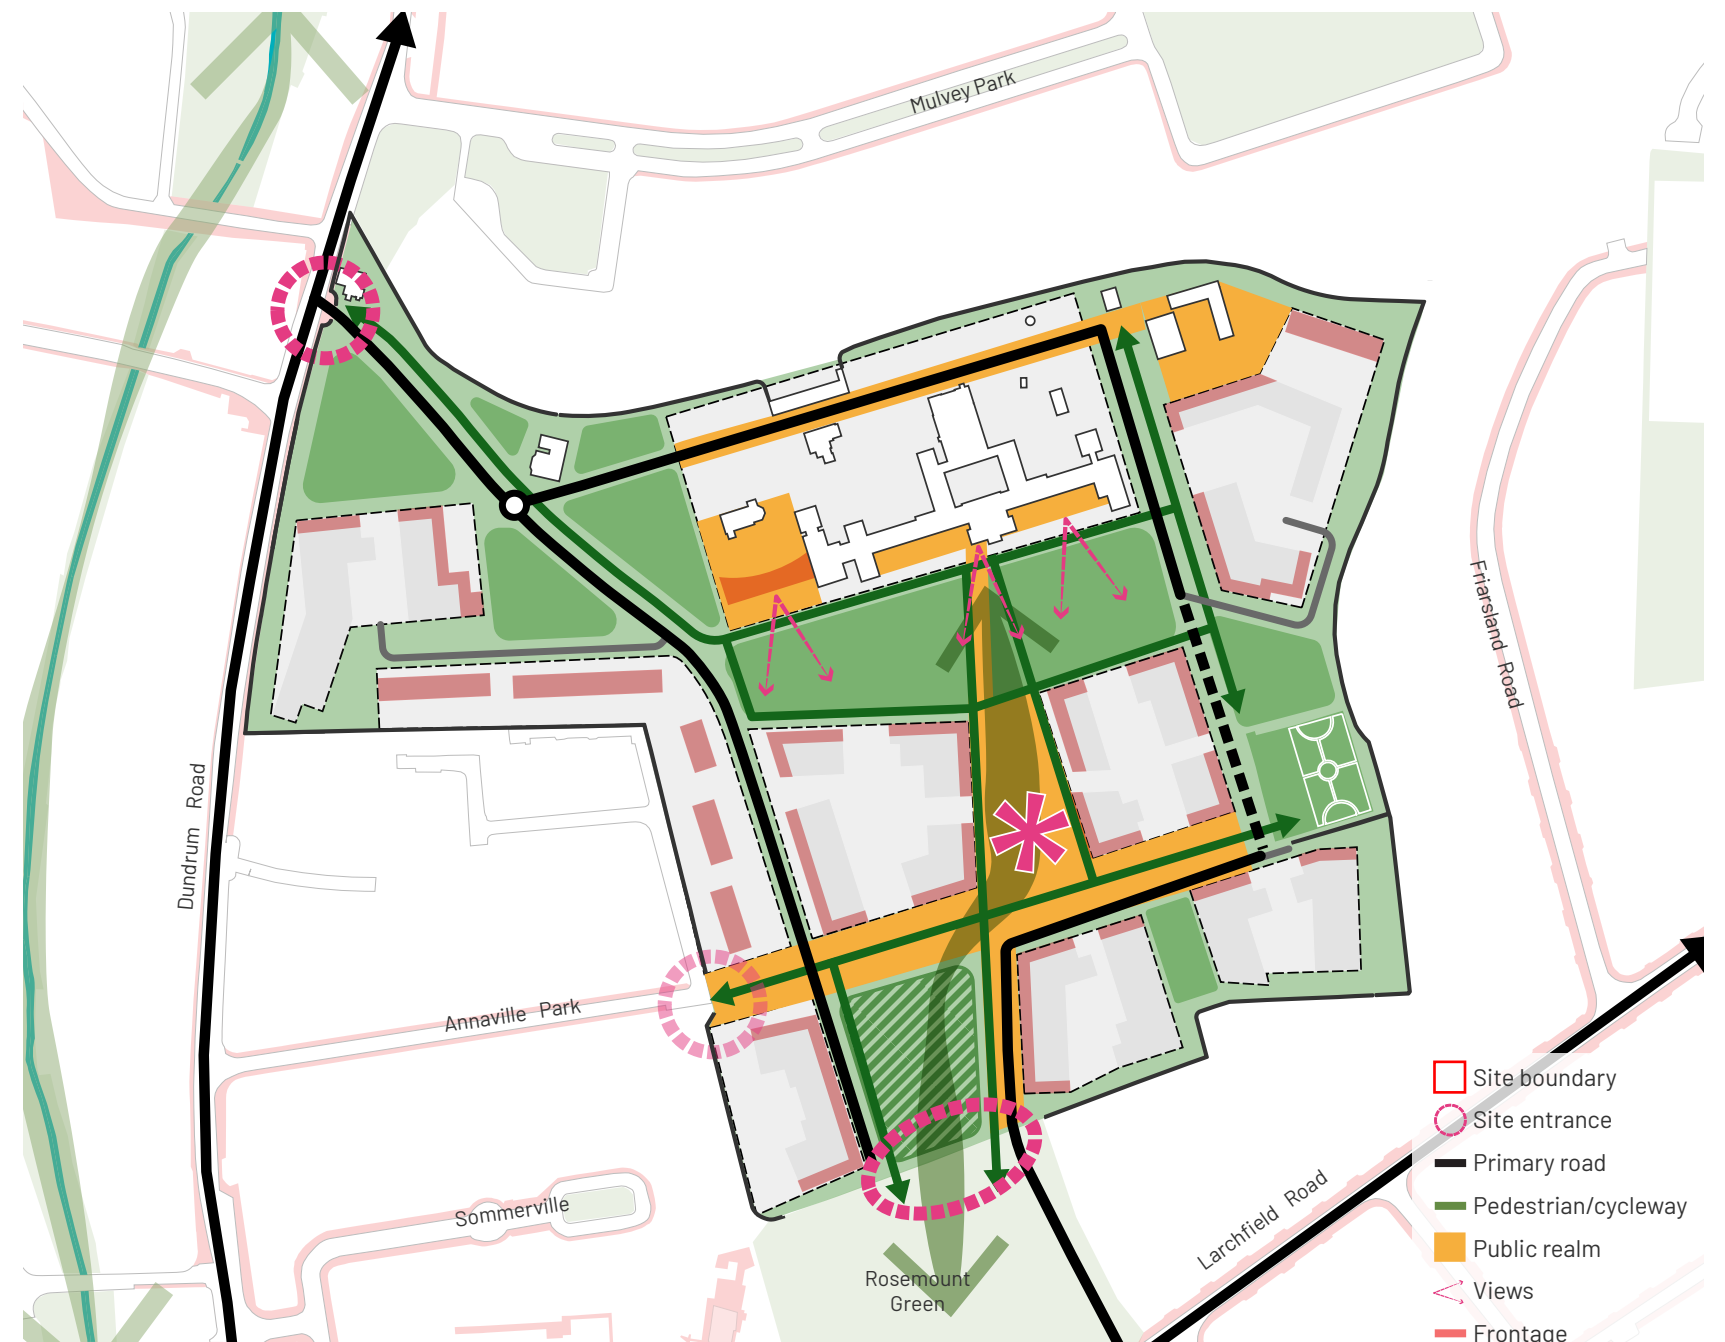 Mulvey Park
Friarsland Road
Dundrum Road
Annaville Park
Sommerville
Larchfield Road
Rosemount
Green
Site boundary
Site entrance
Primary road
Pedestrian/cycleway
Public realm
Views
Frontage